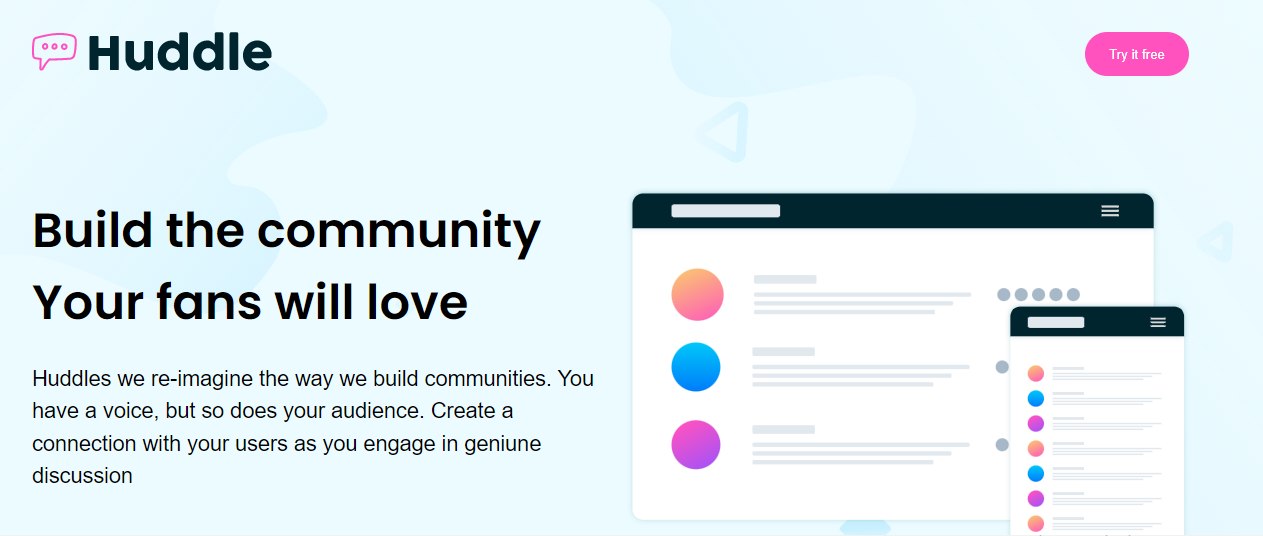 Huddle
Try it free
Build the community
Your fans will love
Huddles we re-imagine the way we build communities. You
have a voice, but so does your audience. Create a
connection with your users as you engage in geniune
discussion